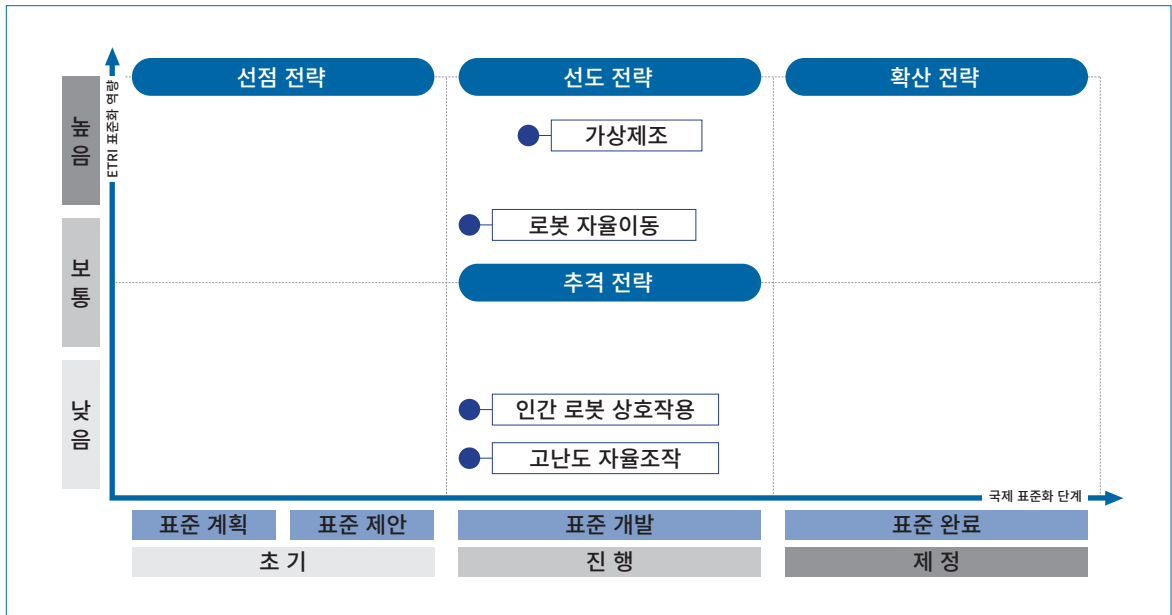 선점 전략
선도 전략
확산 전략
ETRI 표준화 역량
높음
가상제조
로봇 자율이동
보통
추격 전략
낮음
인간 로봇 상호작용
고난도 자율조작
국제 표준화 단계
표준 계획
표준 제안
표준 개발
표준 완료
초 기
진 행
제 정